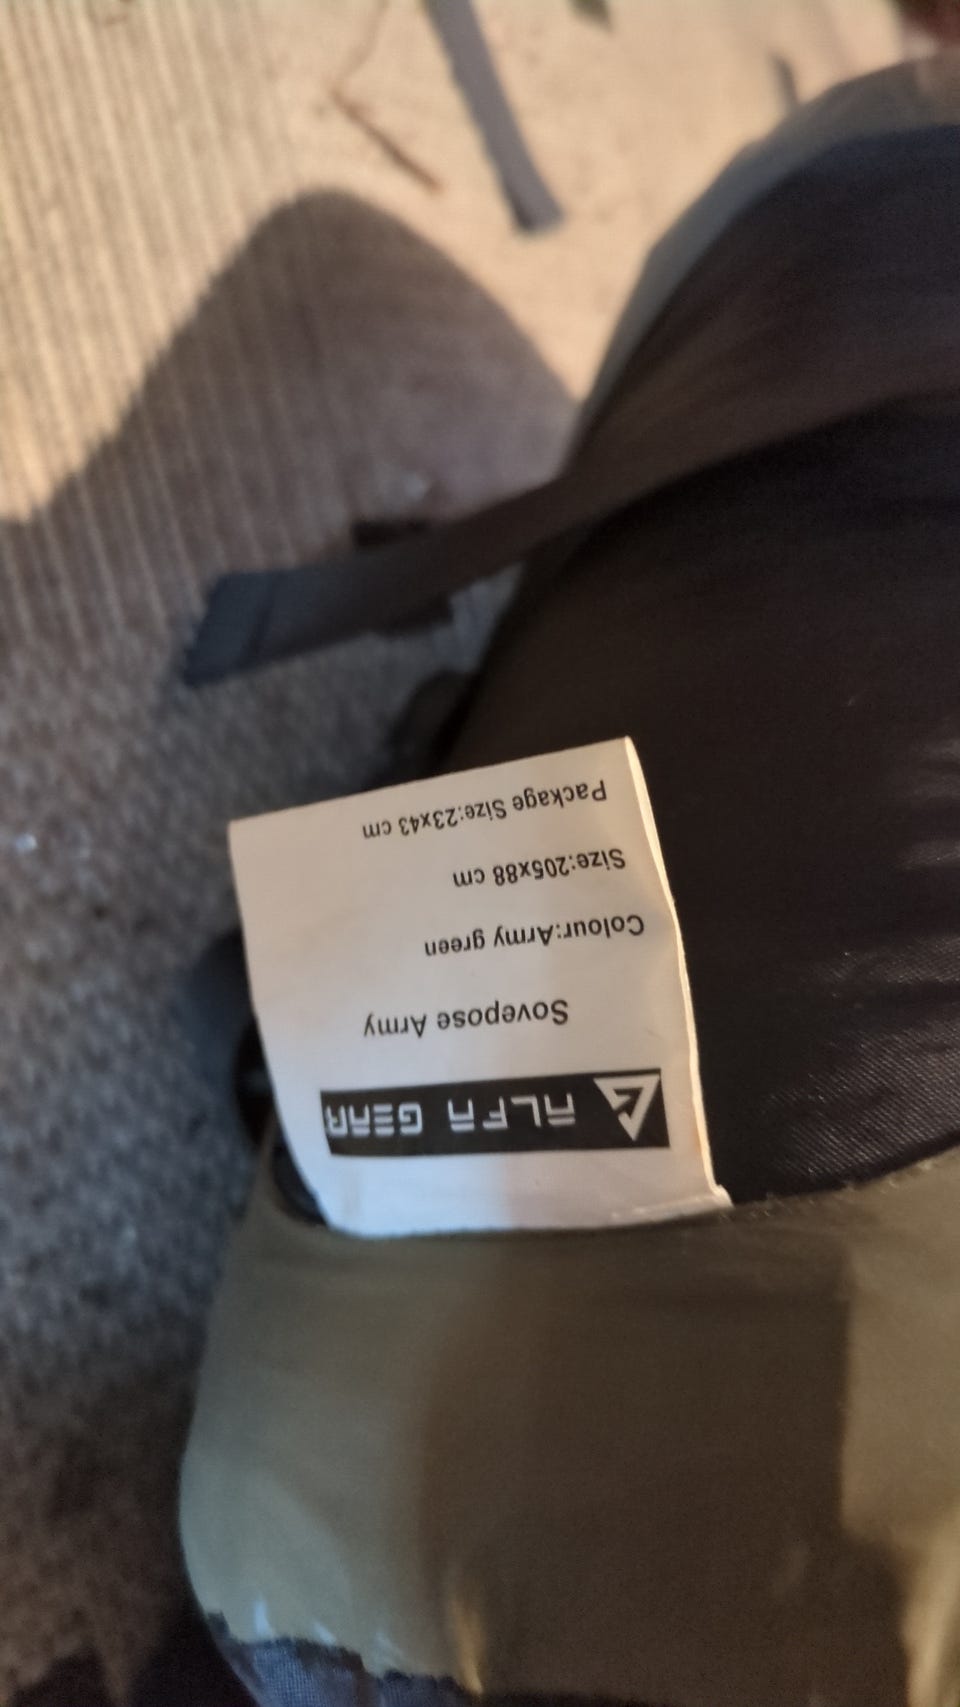 ALFA GEAR
Sovepose Army
Colour:Army green
Size:205x88 cm
Package Size:23x43 cm